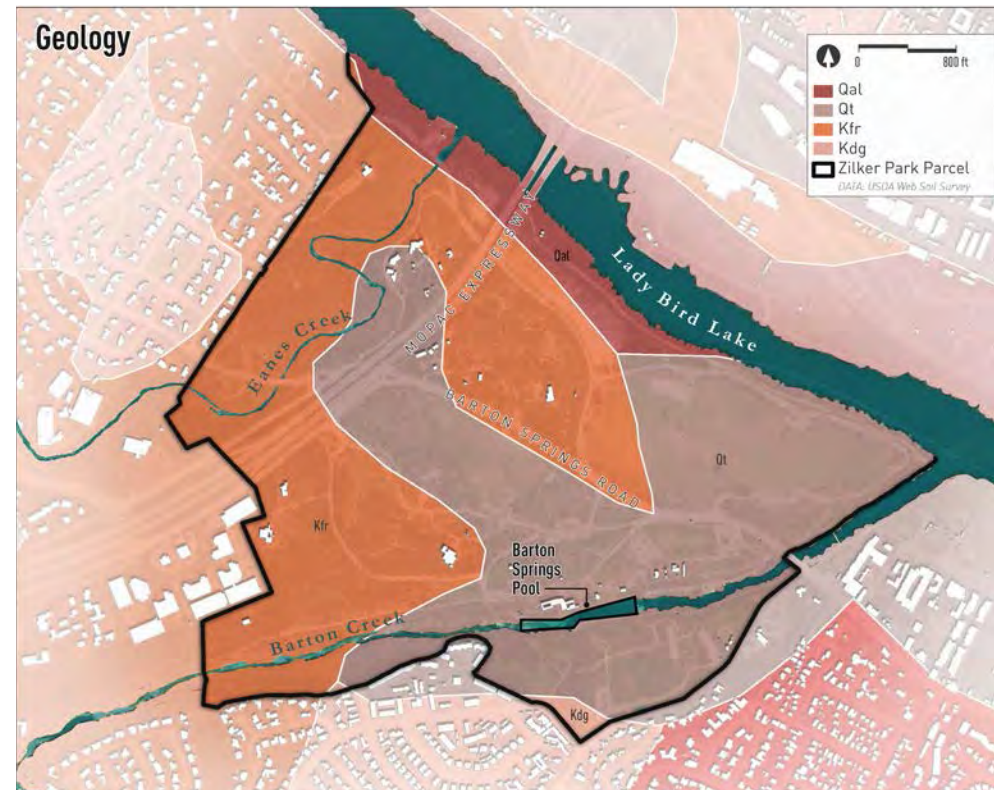 Geology
0 800 ft
Qal
Qt
Kfr
Kdg
Zilker Park Parcel
DATA: USDA Web Soil Survey
MOPAC EXPRESSWAY
Qal
Lady Bird Lake
Eanes Creek
BARTON SPRINGS ROAD
Qt
Kfr
Barton
Springs
Pool
Barton Creek
Kdg